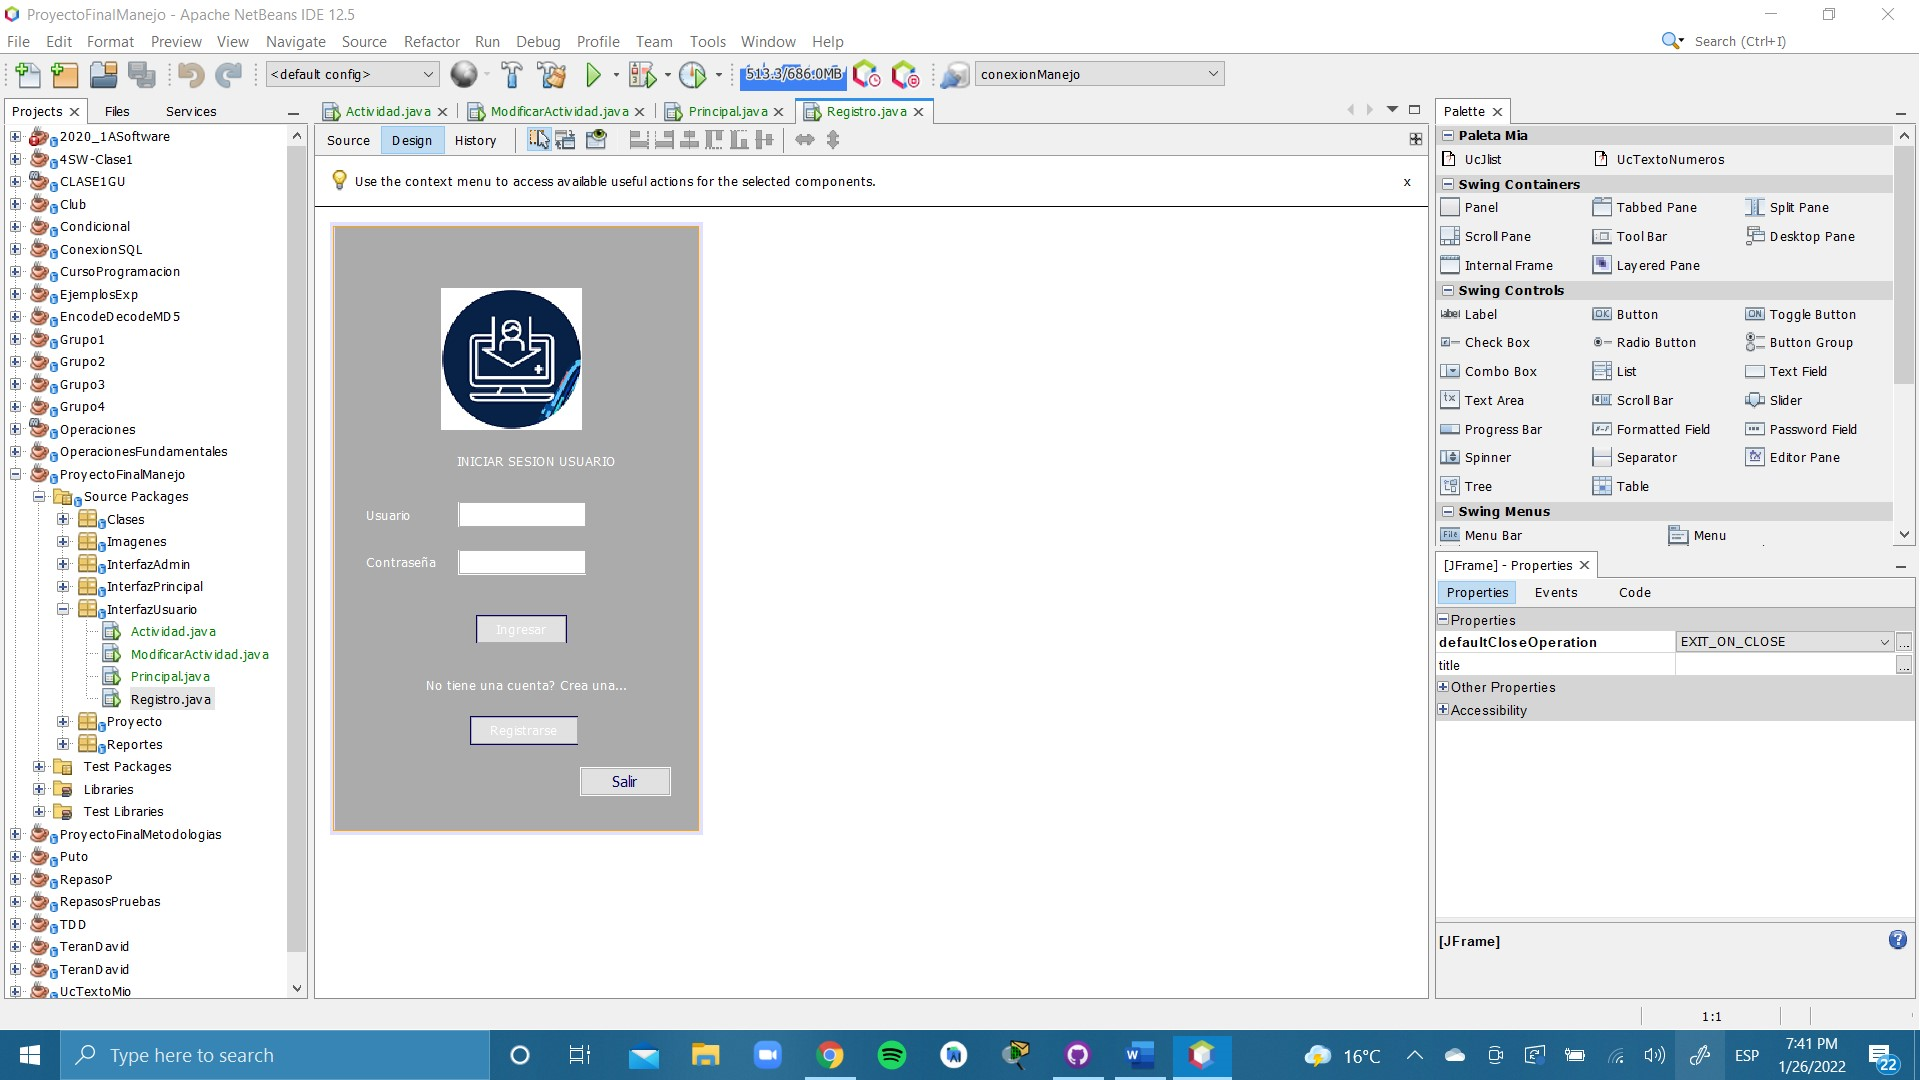 ProyectoFinalManejo - Apache NetBeans IDE 12.5
File Edit Format Preview View Navigate Source Refactor Run Debug Profile Team Tools Window Help
Search (Ctrl+I)
<default config>
513.3/686.0MB
conexionManejo
Projects Files Services
Actividad.java ModificarActividad.java Principal.java Registro.java
Palette
Source Design History
Use the context menu to access available useful actions for the selected components.
x
2020_1ASoftware
4SW-Clase1
CLASE1GU
Club
Condicional
ConexionSQL
CursoProgramacion
EjemplosExp
EncodeDecodeMD5
Grupo1
Grupo2
Grupo3
Grupo4
Operaciones
OperacionesFundamentales
ProyectoFinalManejo
Source Packages
Clases
Imagenes
InterfazAdmin
InterfazPrincipal
InterfazUsuario
Actividad.java
ModificarActividad.java
Principal.java
Registro.java
Proyecto
Reportes
Test Packages
Libraries
Test Libraries
ProyectoFinalMetodologias
Puto
RepasoP
RepasosPruebas
TDD
TeranDavid
TeranDavid
UcTextoMio
INICIAR SESION USUARIO
Usuario
Contraseña
Ingresar
No tiene una cuenta? Crea una...
Registrarse
Salir
Paleta Mia
UcJlist UcTextoNumeros
Swing Containers
Panel Tabbed Pane Split Pane
Scroll Pane Tool Bar Desktop Pane
Internal Frame Layered Pane
Swing Controls
Label Button Toggle Button
Check Box Radio Button Button Group
Combo Box List Text Field
Text Area Scroll Bar Slider
Progress Bar Formatted Field Password Field
Spinner Separator Editor Pane
Tree Table
Swing Menus
Menu Bar Menu
[JFrame] - Properties
Properties Events Code
Properties
defaultCloseOperation EXIT_ON_CLOSE ...
title ...
Other Properties
Accessibility
[JFrame]
1:1
Type here to search
16°C
ESP
7:41 PM
1/26/2022
22